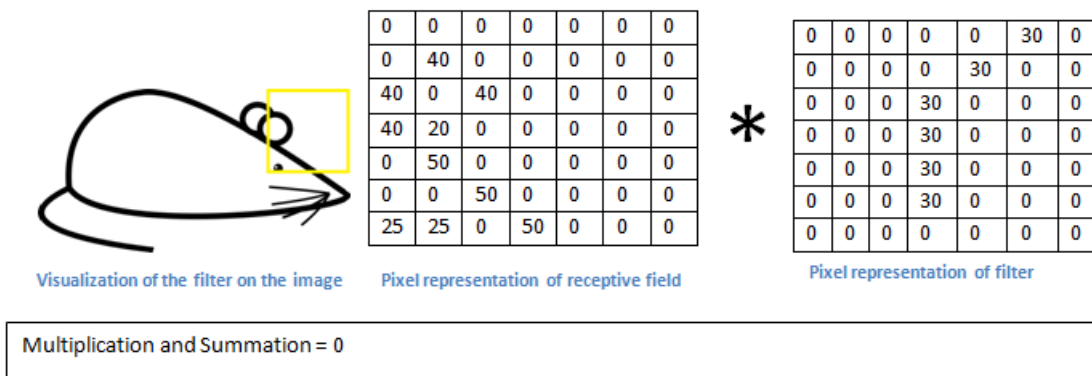 0 0 0 0 0 0 0
0 40 0 0 0 0 0
40 0 40 0 0 0 0
40 20 0 0 0 0 0
0 50 0 0 0 0 0
0 0 50 0 0 0 0
25 25 0 50 0 0 0
*
0 0 0 0 0 30 0
0 0 0 0 30 0 0
0 0 0 30 0 0 0
0 0 0 30 0 0 0
0 0 0 30 0 0 0
0 0 0 30 0 0 0
0 0 0 0 0 0 0
Visualization of the filter on the image
Pixel representation of receptive field
Pixel representation of filter
Multiplication and Summation = 0